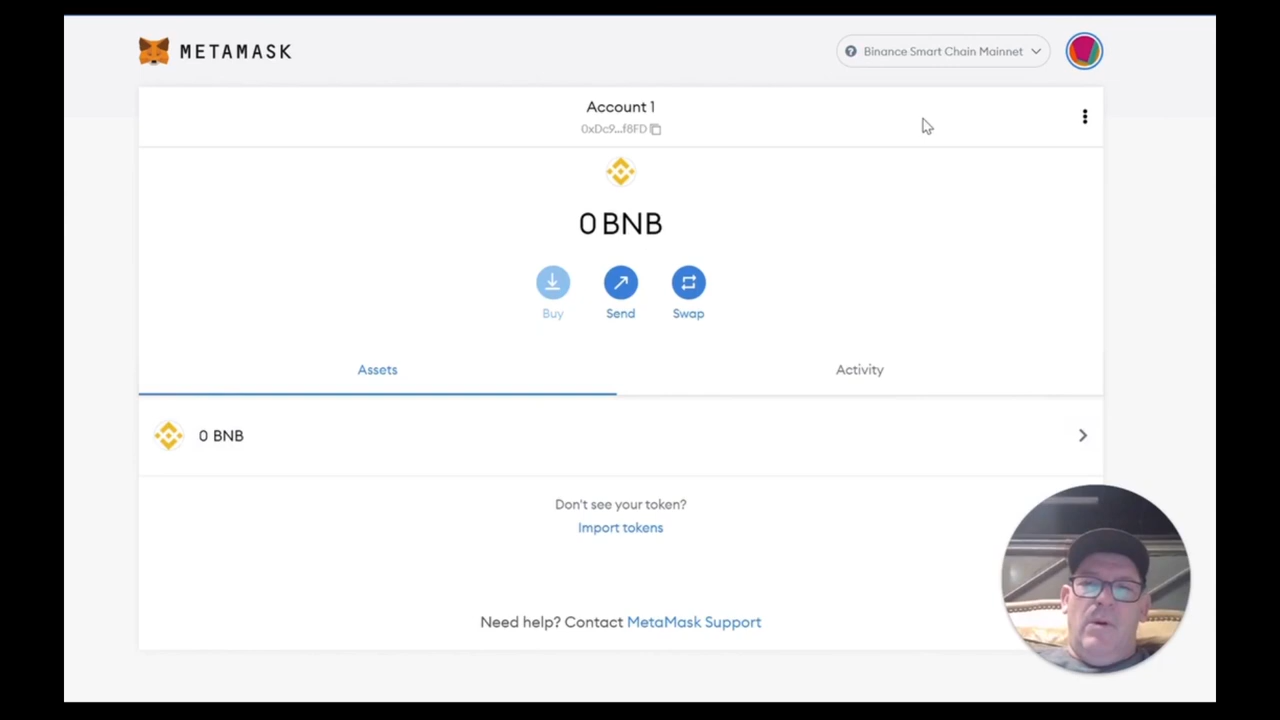 METAMASK
Binance Smart Chain Mainnet
Account 1
0xDc9...f8FD
0 BNB
Buy Send Swap
Assets Activity
0 BNB
Don't see your token?
Import tokens
Need help? Contact MetaMask Support